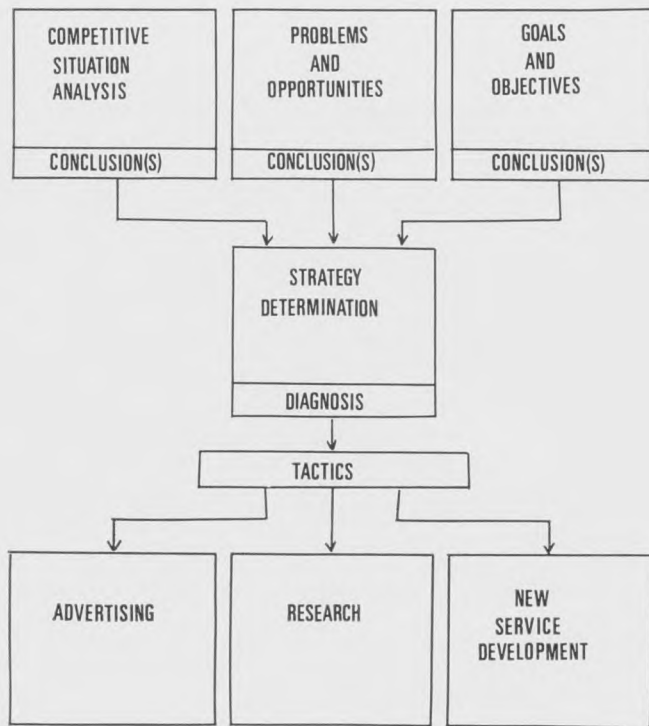 COMPETITIVE
SITUATION
ANALYSIS
CONCLUSION(S)
PROBLEMS
AND
OPPORTUNITIES
CONCLUSION(S)
GOALS
AND
OBJECTIVES
CONCLUSION(S)
STRATEGY
DETERMINATION
DIAGNOSIS
TACTICS
ADVERTISING
RESEARCH
NEW
SERVICE
DEVELOPMENT